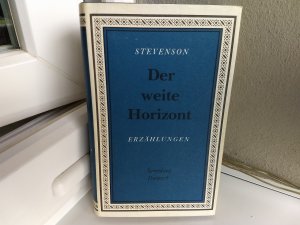 STEVENSON
Der
weite
Horizont
ERZÄHLUNGEN